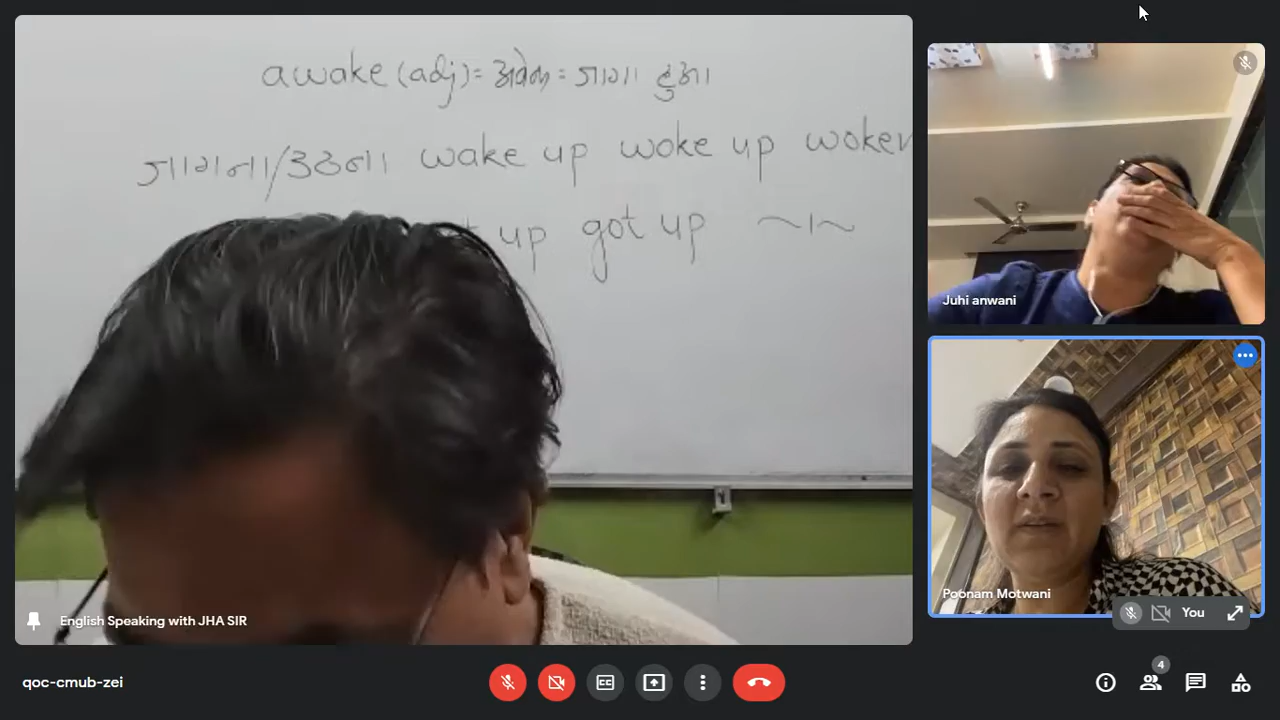 awake (adj) = अवेक = जागा हुआ
जागना/उठना wake up woke up woken
up got up ~1~
Juhi anwani
Poonam Motwani
You
English Speaking with JHA SIR
qoc-cmub-zei
4